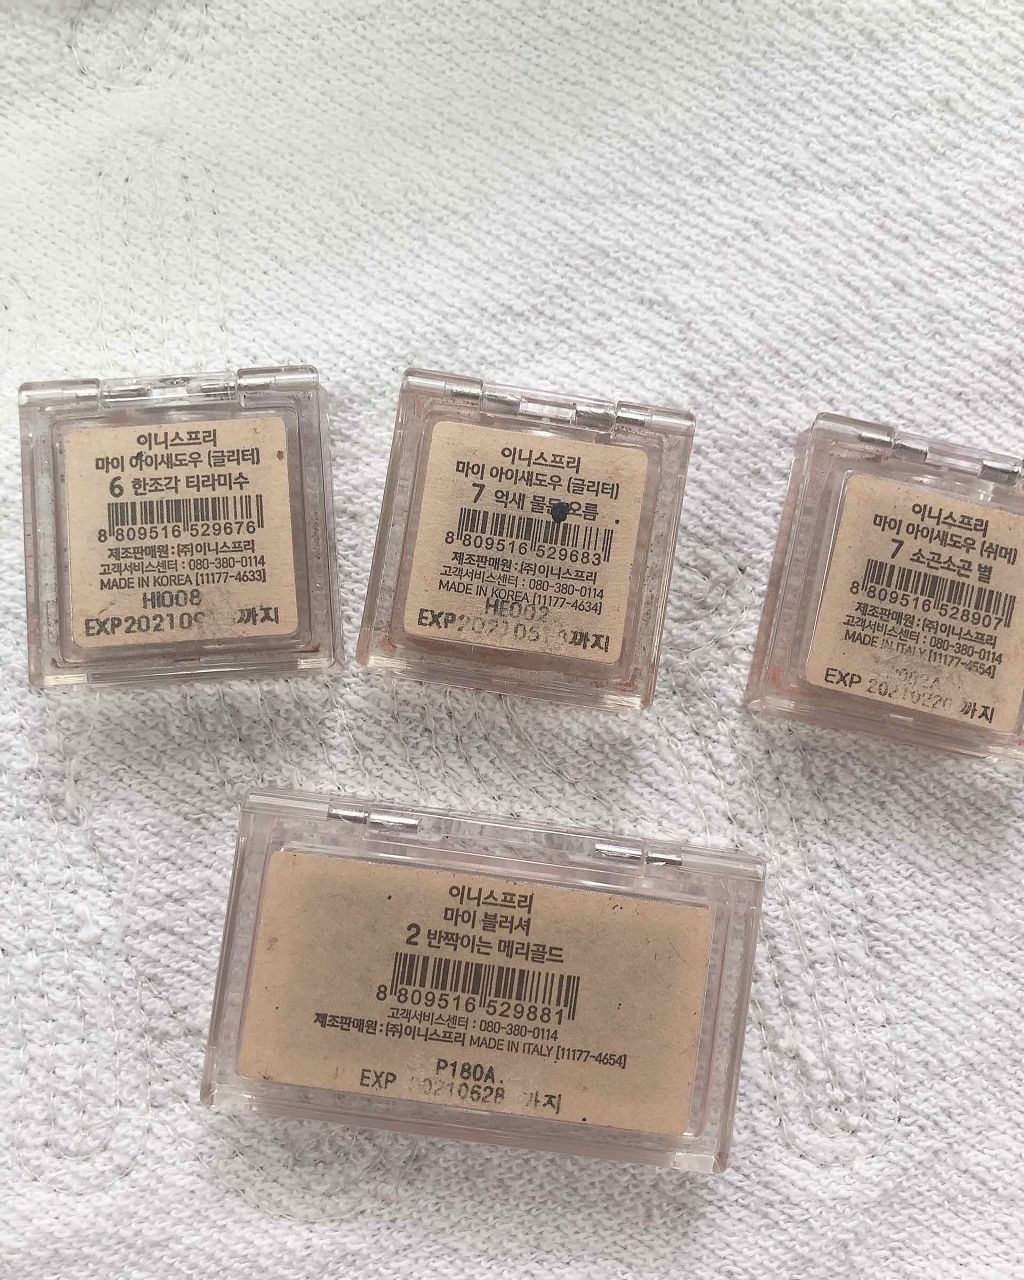 이니스프리
마이 아이섀도우 (글리터)
6 한조각 티라미수
8 809516 529676
제조판매원 : (주)이니스프리
고객서비스센터 : 080-380-0114
MADE IN KOREA [11177-4633]
HI008
까지
이니스프리
마이 아이섀도우 (글리터)
7 억새 물든 오름
8 809516 529683
제조판매원 : (주)이니스프리
고객서비스센터 : 080-380-0114
MADE IN KOREA [11177-4634]
HE002
까지
이니스프리
마이 아이섀도우 (쉬머)
7 소곤소곤 별
8 809516 528907
제조판매원 : (주)이니스프리
고객서비스센터 : 080-380-0114
MADE IN ITALY [11177-4554]
EXP 20210220 까지
이니스프리
마이 블러셔
2 반짝이는 메리골드
8 809516 529881
고객서비스센터 : 080-380-0114
제조판매원 : (주)이니스프리 MADE IN ITALY [11177-4654]
P180A
EXP 20210628 까지